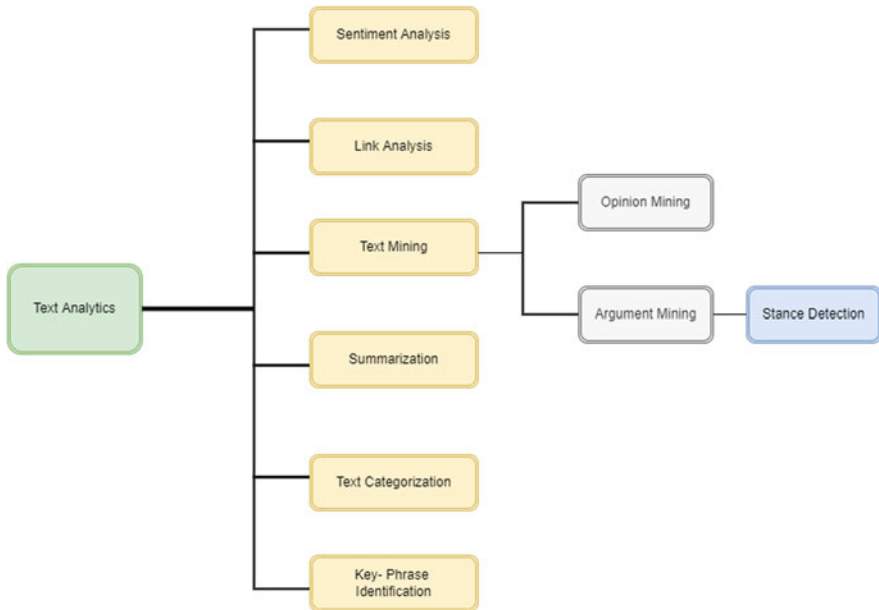 Sentiment Analysis
Link Analysis
Opinion Mining
Text Mining
Text Analytics
Argument Mining
Stance Detection
Summarization
Text Categorization
Key- Phrase
Identification